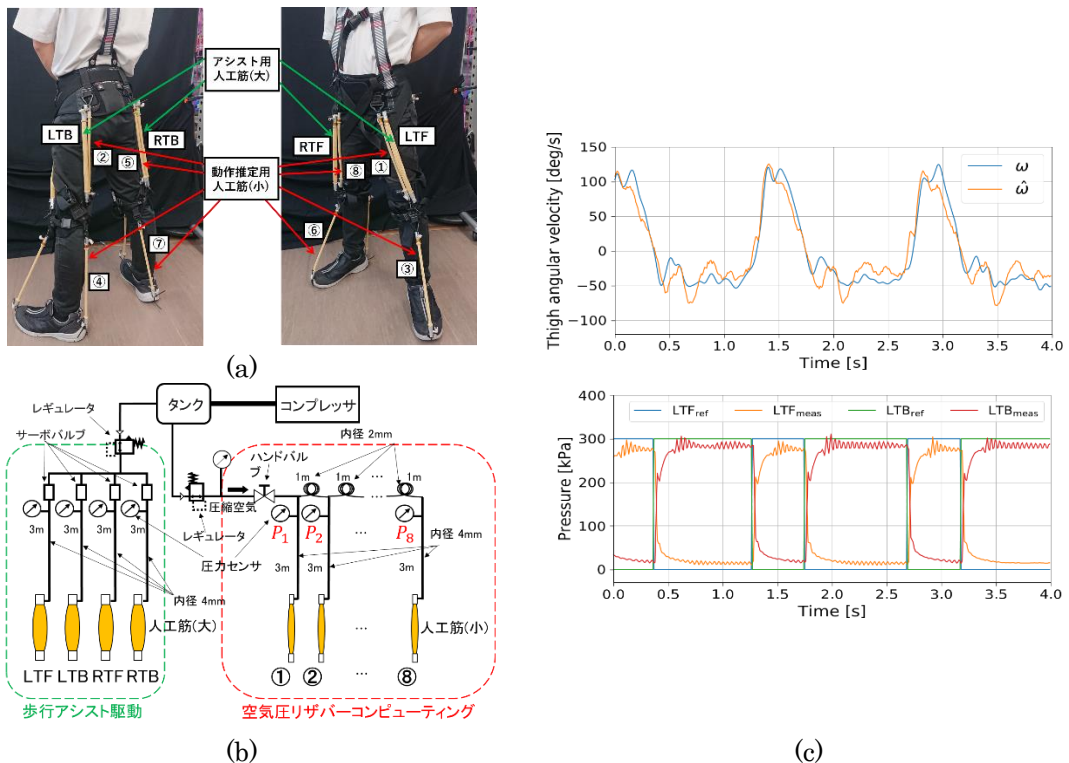 アシスト用
人工筋(大)
LTB
RTB
②
⑤
動作推定用
人工筋(小)
④
⑦
RTF
LTF
⑧
①
⑥
③
(a)
タンク
コンプレッサ
レギュレータ
サーボバルブ
3m
3m
3m
3m
内径 4mm
人工筋(大)
LTF LTB RTF RTB
歩行アシスト駆動
ハンドバル
ブ
内径 2mm
1m
1m
1m
...
圧縮空気
レギュレータ
圧力センサ
P1
P2
...
P8
内径 4mm
3m
3m
3m
人工筋(小)
...
①
②
...
⑧
空気圧リザバーコンピューティング
(b)
Thigh angular velocity [deg/s]
150
100
50
0
−50
−100
ω
ω̂
0.0 0.5 1.0 1.5 2.0 2.5 3.0 3.5 4.0
Time [s]
Pressure [kPa]
400
300
200
100
0
LTFref LTFmeas LTBref LTBmeas
0.0 0.5 1.0 1.5 2.0 2.5 3.0 3.5 4.0
Time [s]
(c)